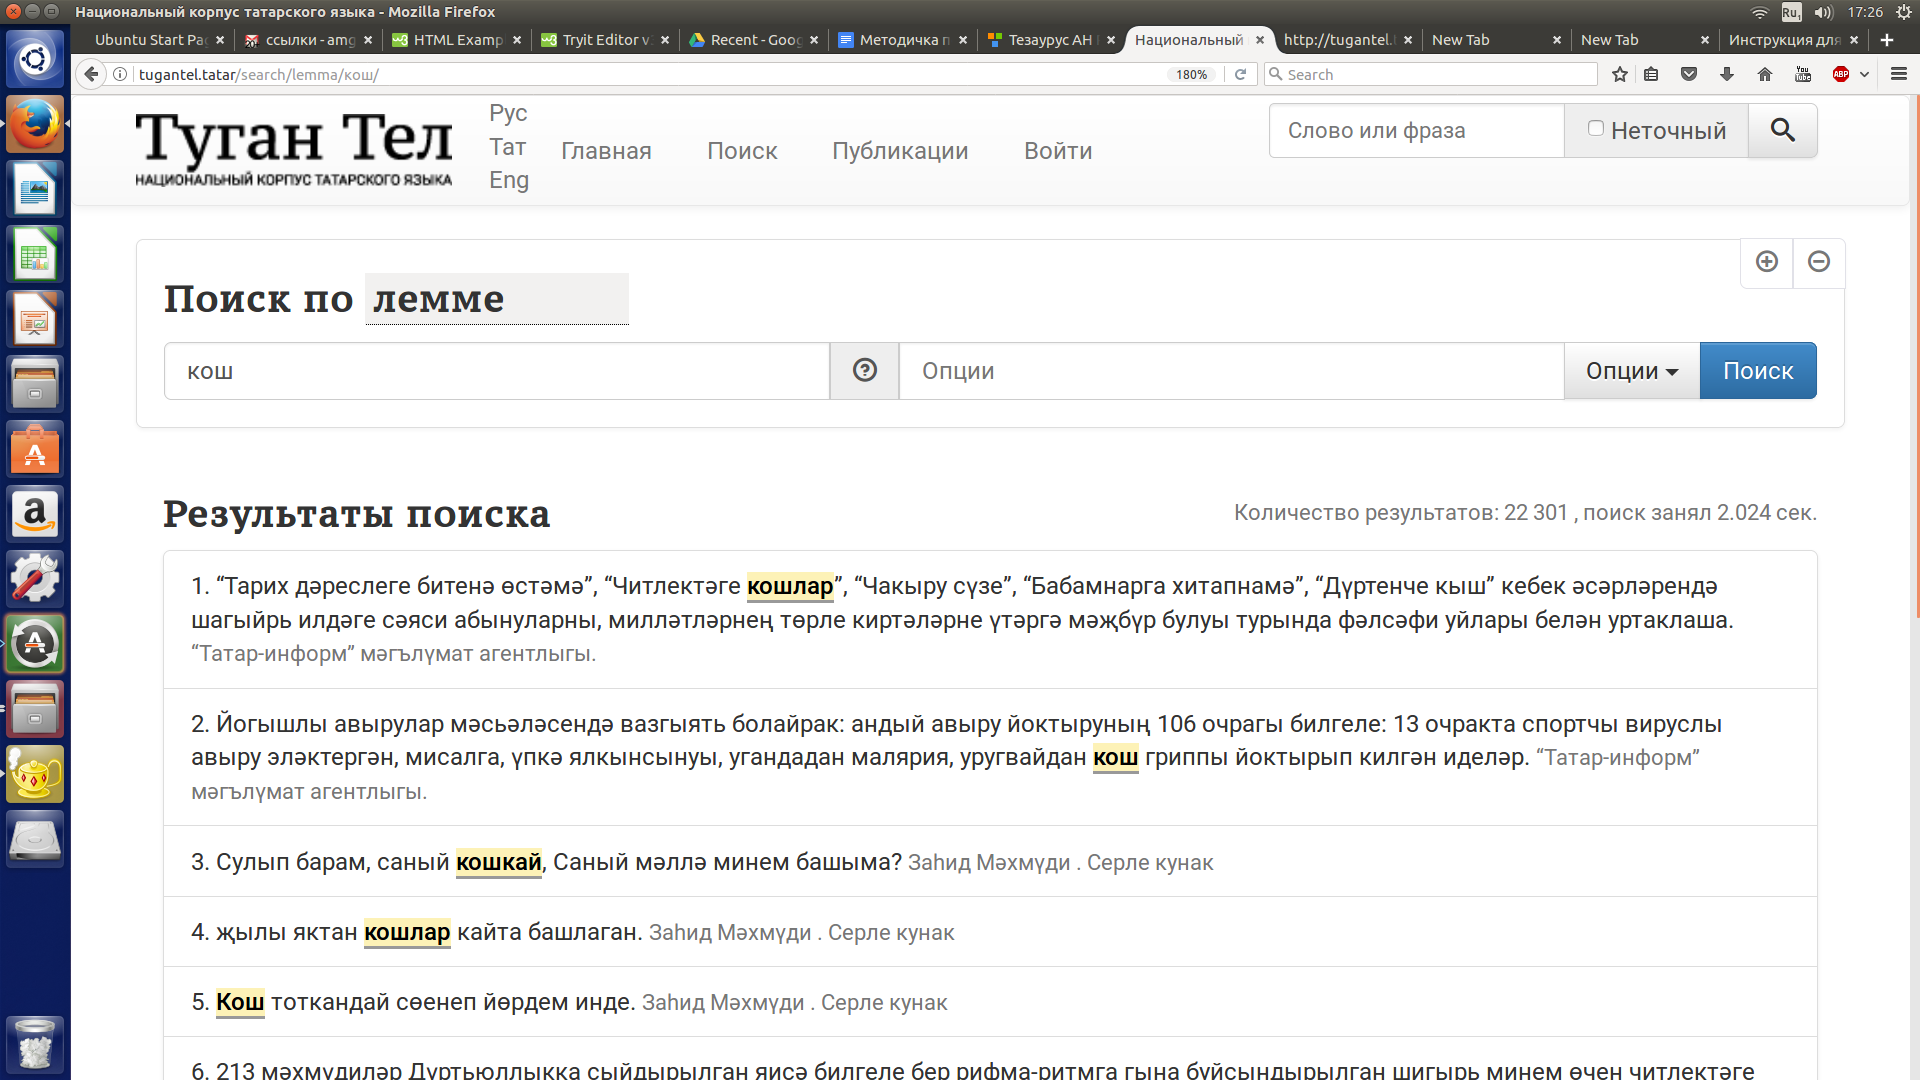 Национальный корпус татарского языка - Mozilla Firefox
Ru1
17:26
Ubuntu Start Pa
ссылки - amg
HTML Examp
Tryit Editor v
Recent - Goog
Методичка п
Тезаурус АН
Национальный
http://tugantel.
New Tab
New Tab
Инструкция для
tugantel.tatar/search/lemma/кош/
180%
Search
You Tube
ABP
Туган Тел
НАЦИОНАЛЬНЫЙ КОРПУС ТАТАРСКОГО ЯЗЫКА
Рус
Тат
Eng
Главная
Поиск
Публикации
Войти
Слово или фраза
Неточный
Поиск по лемме
кош
Опции
Опции
Поиск
Результаты поиска
Количество результатов: 22 301 , поиск занял 2.024 сек.
1. “Тарих дәреслеге битенә өстәмә”, “Читлектәге кошлар”, “Чакыру сүзе”, “Бабамнарга хитапнамә”, “Дүртенче кыш” кебек әсәрләрендә
шагыйрь илдәге сәяси абынуларны, милләтләрнең төрле киртәләрне үтәргә мәҗбүр булуы турында фәлсәфи уйлары белән уртаклаша.
“Татар-информ” мәгълүмат агентлыгы.
2. Йогышлы авырулар мәсьәләсендә вазгыять болайрак: андый авыру йоктыруның 106 очрагы билгеле: 13 очракта спортчы вируслы
авыру эләктергән, мисалга, үпкә ялкынсынуы, угандадан малярия, уругвайдан кош гриппы йоктырып килгән иделәр. “Татар-информ”
мәгълүмат агентлыгы.
3. Сулып барам, саный кошкай, Саный мәллә минем башыма? Заһид Мәхмүди . Серле кунак
4. җылы яктан кошлар кайта башлаган. Заһид Мәхмүди . Серле кунак
5. Кош тоткандай сөенеп йөрдем инде. Заһид Мәхмүди . Серле кунак
6. 213 мәхмүдиләр Дүртьюллыкка сыйдырылган яисә билгеле бер рифма-ритмга гына буйсындырылган шигырь минем өчен читлектәге